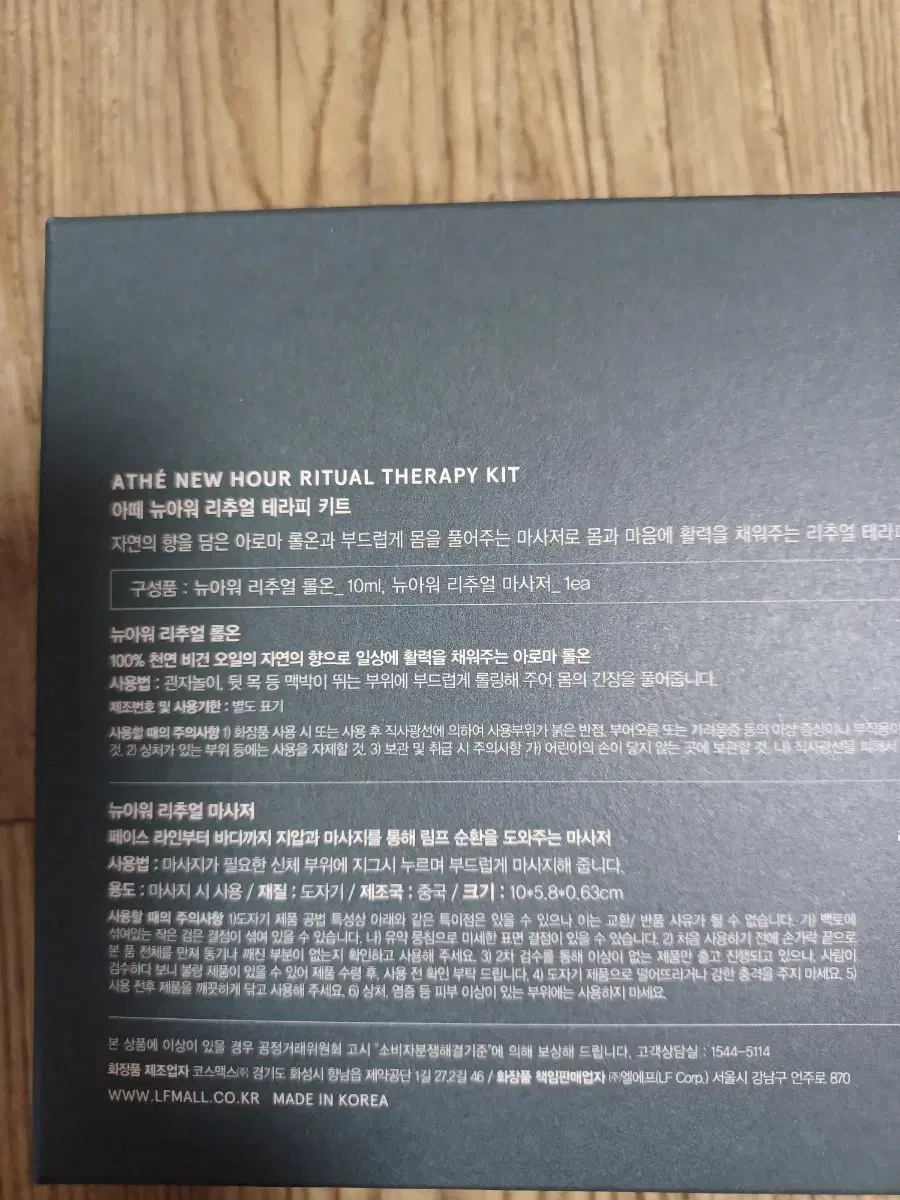 ATHÉ NEW HOUR RITUAL THERAPY KIT
아떼 뉴아워 리추얼 테라피 키트
자연의 향을 담은 아로마 롤온과 부드럽게 몸을 풀어주는 마사저로 몸과 마음에 활력을 채워주는 리추얼 테라피
구성품 : 뉴아워 리추얼 롤온_ 10ml, 뉴아워 리추얼 마사저_ 1ea
뉴아워 리추얼 롤온
100% 천연 비건 오일의 자연의 향으로 일상에 활력을 채워주는 아로마 롤온
사용법 : 관자놀이, 뒷 목 등 맥박이 뛰는 부위에 부드럽게 롤링해 주어 몸의 긴장을 풀어줍니다.
제조번호 및 사용기한 : 별도 표기
사용할 때의 주의사항 1) 화장품 사용 시 또는 사용 후 직사광선에 의하여 사용부위가 붉은 반점, 부어오름 또는 가려움증 등의 이상 증상이나 부작용이
것. 2) 상처가 있는 부위 등에는 사용을 자제할 것. 3) 보관 및 취급 시 주의사항 가) 어린이의 손이 닿지 않는 곳에 보관할 것. 나) 직사광선을 피해서
뉴아워 리추얼 마사저
페이스 라인부터 바디까지 지압과 마사지를 통해 림프 순환을 도와주는 마사저
사용법 : 마사지가 필요한 신체 부위에 지그시 누르며 부드럽게 마사지해 줍니다.
용도 : 마사지 시 사용 / 재질 : 도자기 / 제조국 : 중국 / 크기 : 10*5.8*0.63cm
사용할 때의 주의사항 1)도자기 제품 공법 특성상 아래와 같은 특이점은 있을 수 있으나 이는 교환/ 반품 사유가 될 수 없습니다. 가) 백토에
섞여있는 작은 검은 결점이 섞여 있을 수 있습니다. 나) 유약 뭉침으로 미세한 표면 결점이 있을 수 있습니다. 2) 처음 사용하기 전에 손가락 끝으로
본 품 전체를 만져 동기나 깨진 부분이 없는지 확인하고 사용해 주세요. 3) 2차 검수를 통해 이상이 없는 제품만 출고 진행되고 있으나, 사람이
검수하다 보니 불량 제품이 있을 수 있어 제품 수령 후, 사용 전 확인 부탁 드립니다. 4) 도자기 제품으로 떨어뜨리거나 강한 충격을 주지 마세요. 5)
사용 전후 제품을 깨끗하게 닦고 사용해 주세요. 6) 상처, 염증 등 피부 이상이 있는 부위에는 사용하지 마세요.
본 상품에 이상이 있을 경우 공정거래위원회 고시 "소비자분쟁해결기준"에 의해 보상해 드립니다. 고객상담실 : 1544-5114
화장품 제조업자 코스맥스㈜ 경기도 화성시 향남읍 제약공단 1길 27,2길 46 / 화장품 책임판매업자 ㈜엘에프(LF Corp.) 서울시 강남구 언주로 870
WWW.LFMALL.CO.KR MADE IN KOREA